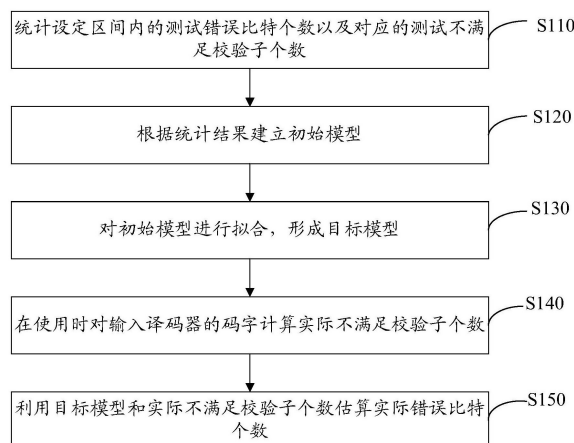 统计设定区间内的测试错误比特个数以及对应的测试不满
足校验子个数
S110
根据统计结果建立初始模型
S120
对初始模型进行拟合，形成目标模型
S130
在使用时对输入译码器的码字计算实际不满足校验子个数
S140
利用目标模型和实际不满足校验子个数估算实际错误比特
个数
S150